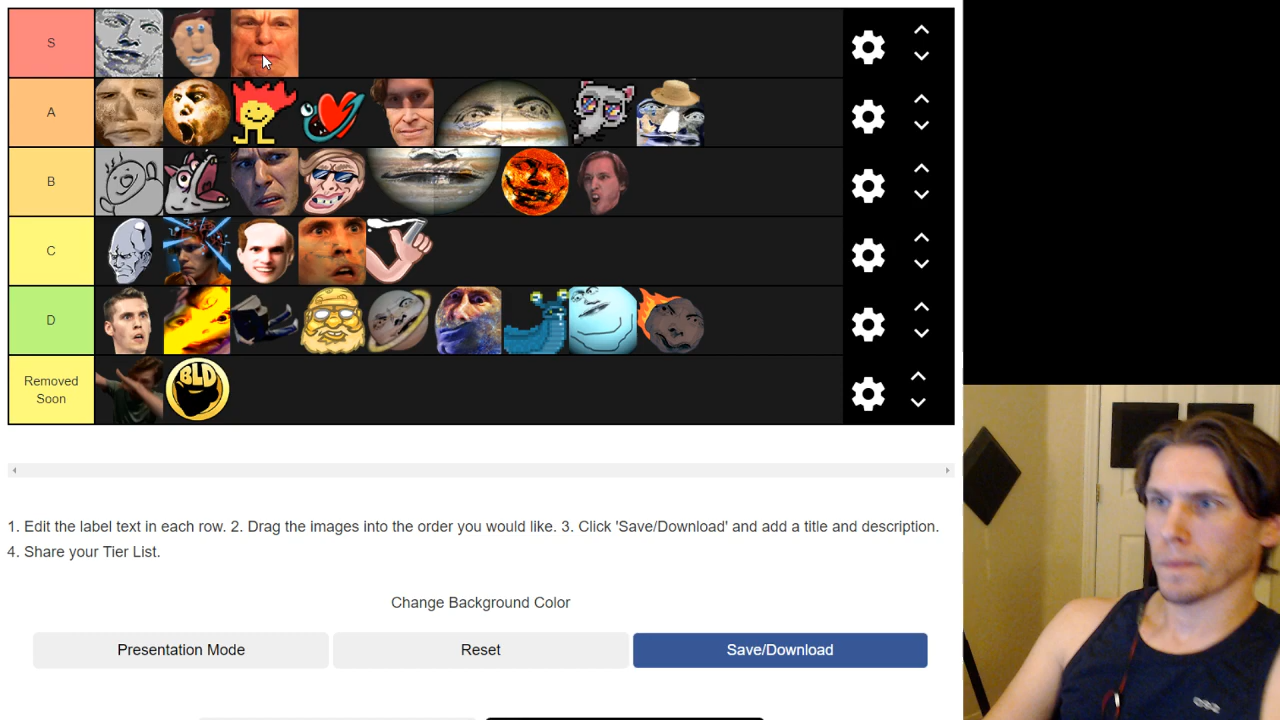 S
A
B
C
D
Removed
Soon
BLD
1. Edit the label text in each row. 2. Drag the images into the order you would like. 3. Click 'Save/Download' and add a title and description.
4. Share your Tier List.
Change Background Color
Presentation Mode
Reset
Save/Download